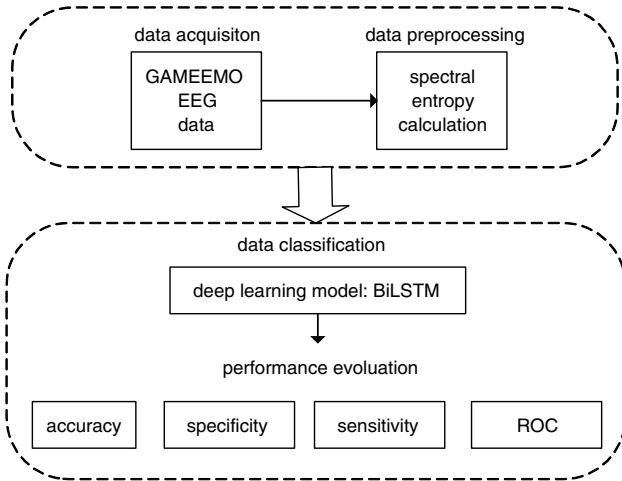 data acquisiton
data preprocessing
GAMEEMO
EEG
data
spectral
entropy
calculation
data classification
deep learning model: BiLSTM
performance evoluation
accuracy
specificity
sensitivity
ROC